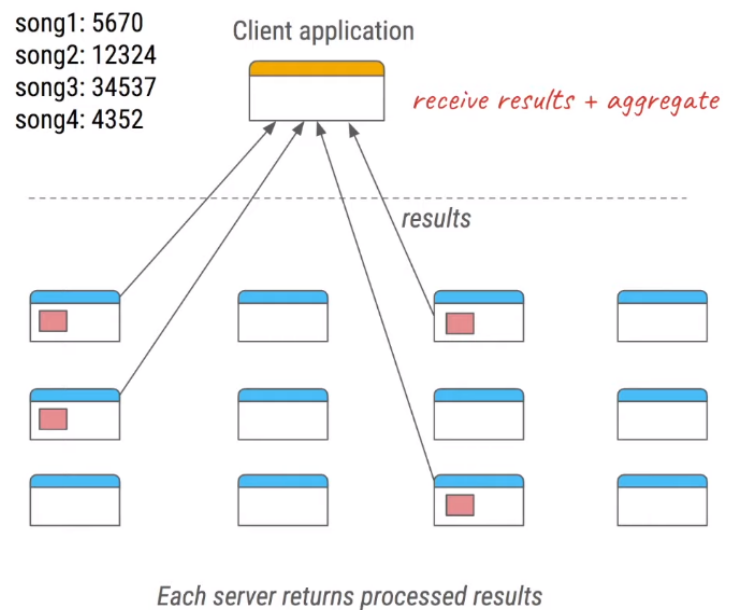 song1: 5670
song2: 12324
song3: 34537
song4: 4352
Client application
receive results + aggregate
results
Each server returns processed results